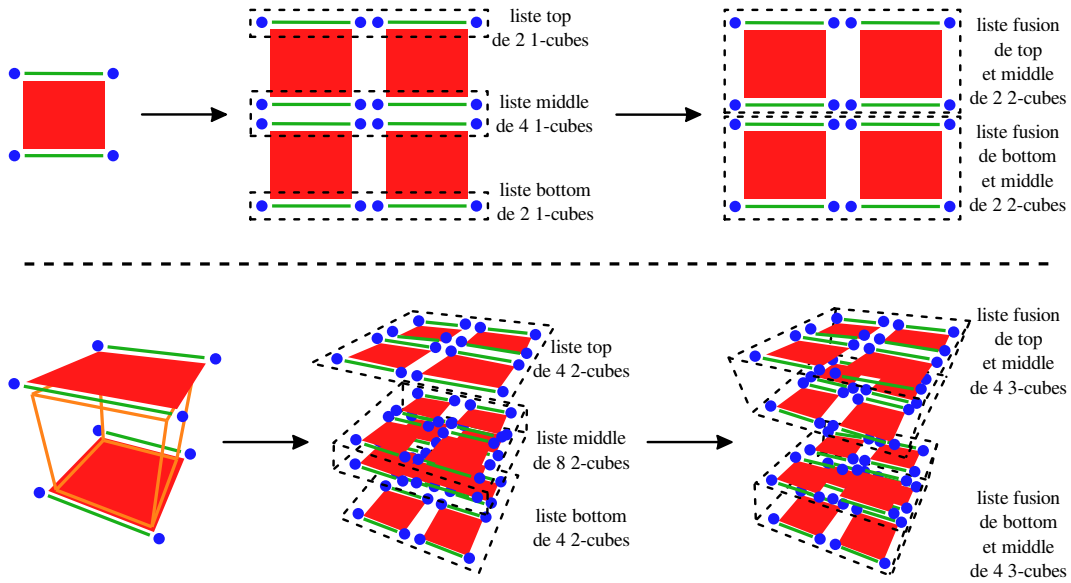 liste top
de 2 1-cubes
liste middle
de 4 1-cubes
liste bottom
de 2 1-cubes
liste fusion
de top
et middle
de 2 2-cubes
liste fusion
de bottom
et middle
de 2 2-cubes
liste top
de 4 2-cubes
liste middle
de 8 2-cubes
liste bottom
de 4 2-cubes
liste fusion
de top
et middle
de 4 3-cubes
liste fusion
de bottom
et middle
de 4 3-cubes